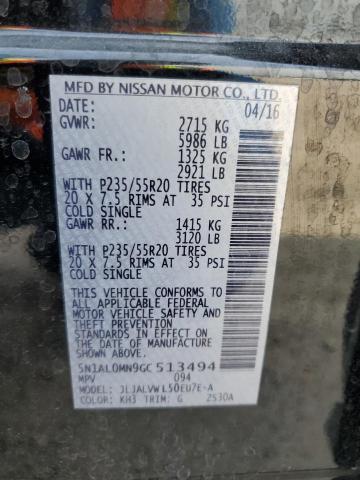 MFD BY NISSAN MOTOR CO., LTD.
DATE: 04/16
GVWR: 2715 KG
5986 LB
GAWR FR.: 1325 KG
2921 LB
WITH P235/55R20 TIRES
20 X 7.5 RIMS AT 35 PSI
COLD SINGLE
GAWR RR.: 1415 KG
3120 LB
WITH P235/55R20 TIRES
20 X 7.5 RIMS AT 35 PSI
COLD SINGLE
THIS VEHICLE CONFORMS TO
ALL APPLICABLE FEDERAL
MOTOR VEHICLE SAFETY AND
THEFT PREVENTION STANDARDS
IN EFFECT ON THE DATE OF
MANUFACTURE SHOWN ABOVE.
5N1AL0MN9GC513494
MPV 094
MODEL: JLJALVWL50EU7E-A
COLOR: KH3 TRIM: G 2530A